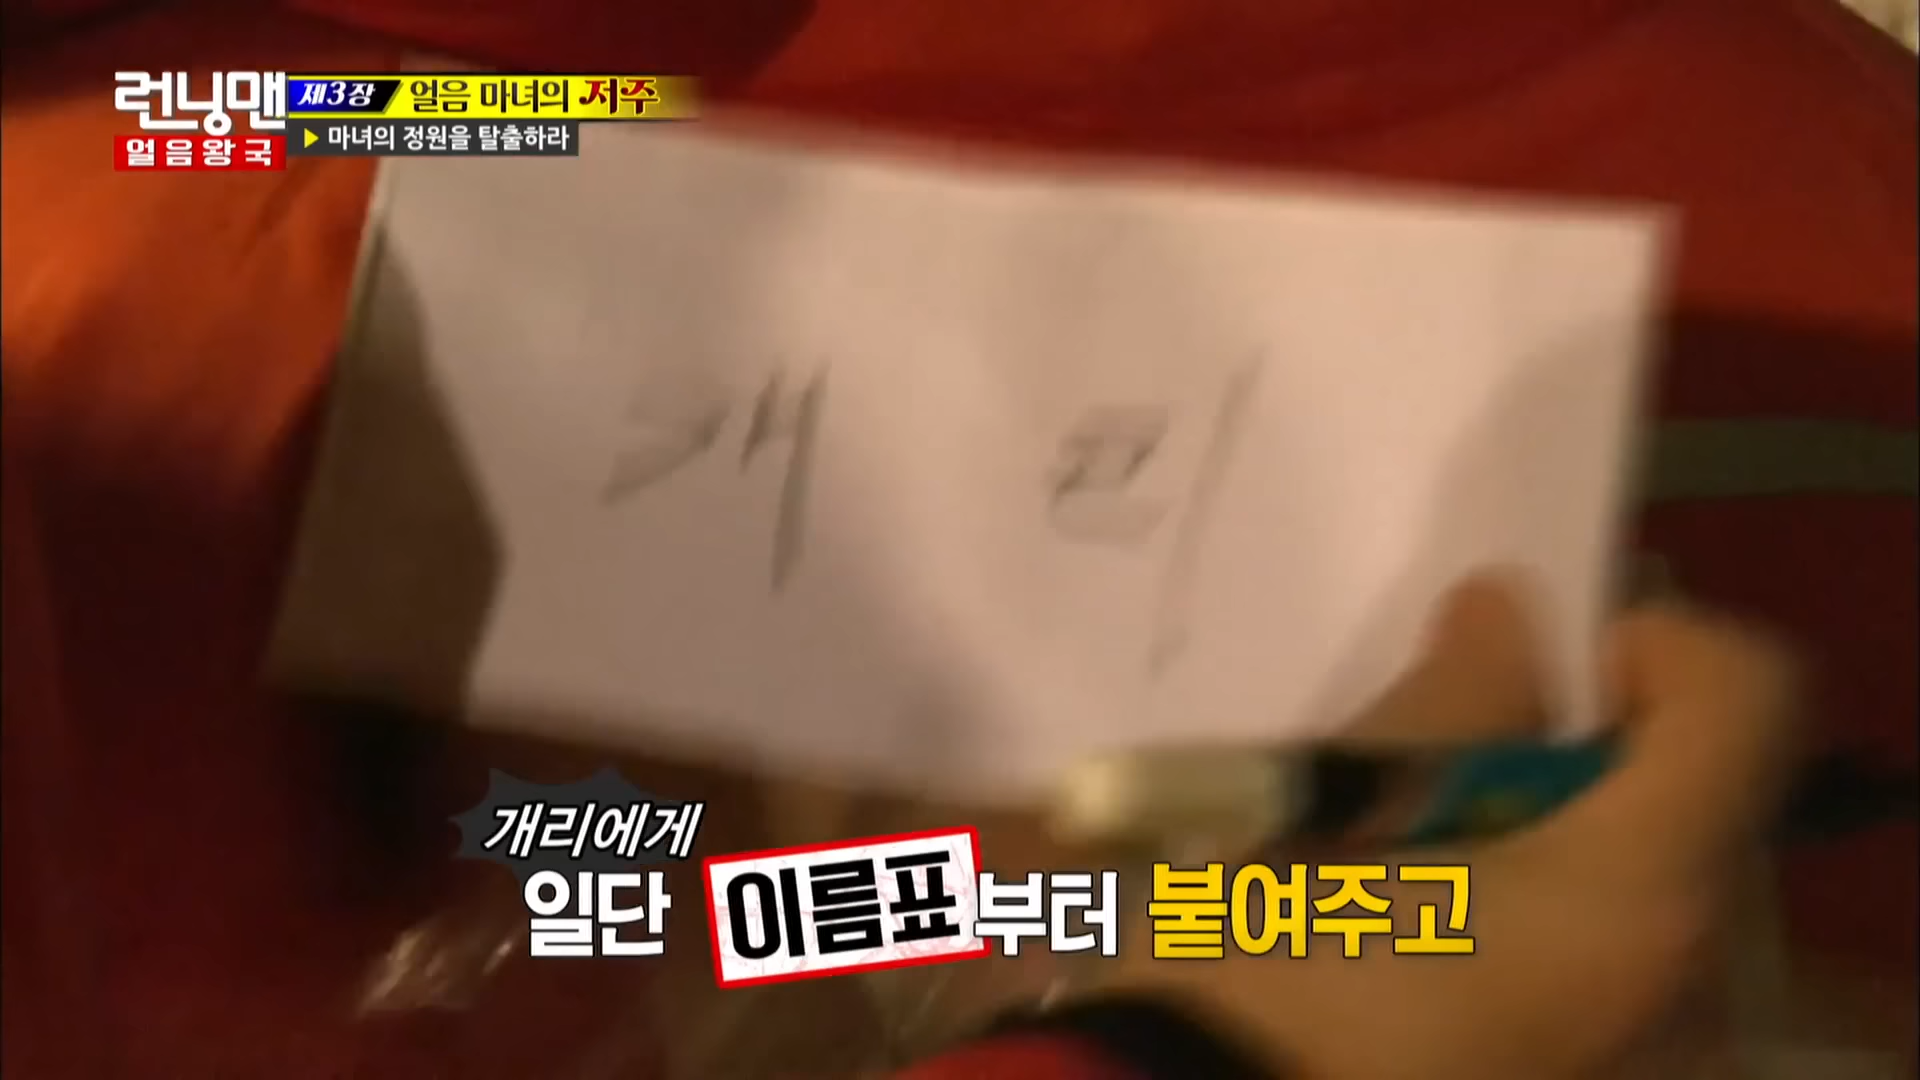 런닝맨
얼음왕국
제3장 얼음 마녀의 저주
▶ 마녀의 정원을 탈출하라
개리
개리에게
일단 이름표부터 붙여주고